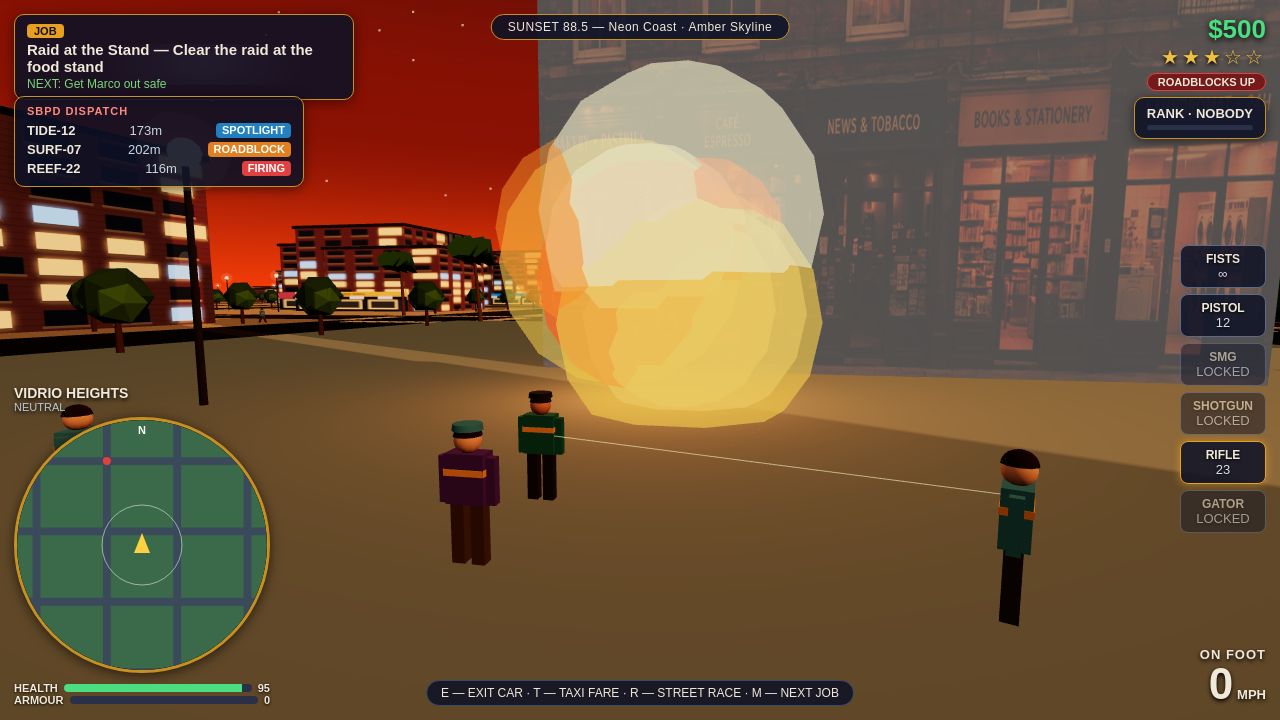 JOB
Raid at the Stand — Clear the raid at the
food stand
NEXT: Get Marco out safe
SBPD DISPATCH
TIDE-12 173m SPOTLIGHT
SURF-07 202m ROADBLOCK
REEF-22 116m FIRING
SUNSET 88.5 — Neon Coast · Amber Skyline
$500
★★★☆☆
ROADBLOCKS UP
RANK · NOBODY
CAFÉ
ESPRESSO
NEWS & TOBACCO
BOOKS & STATIONERY
FISTS
∞
PISTOL
12
SMG
LOCKED
SHOTGUN
LOCKED
RIFLE
23
GATOR
LOCKED
VIDRIO HEIGHTS
NEUTRAL
N
HEALTH 95
ARMOUR 0
E — EXIT CAR · T — TAXI FARE · R — STREET RACE · M — NEXT JOB
ON FOOT
0 MPH